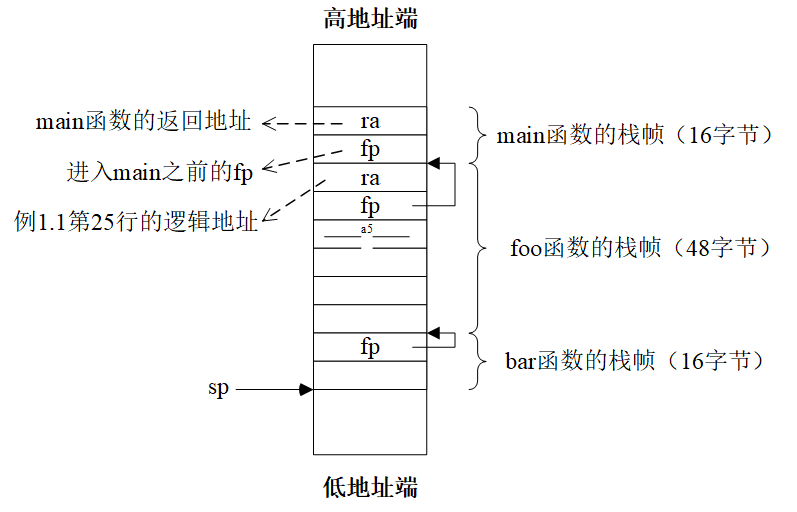 高地址端
main函数的返回地址
ra
main函数的栈帧（16字节）
进入main之前的fp
fp
ra
例1.1第25行的逻辑地址
fp
a5
foo函数的栈帧（48字节）
fp
bar函数的栈帧（16字节）
sp
低地址端